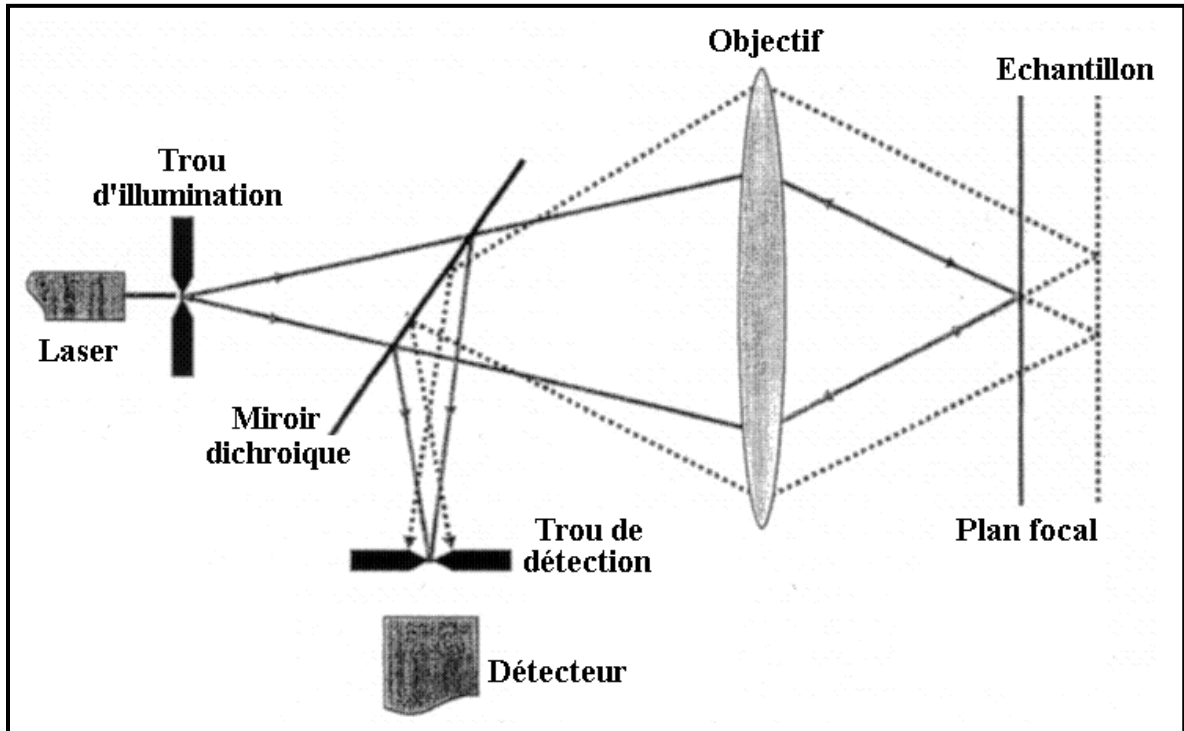 Objectif
Echantillon
Trou
d'illumination
Laser
Miroir
dichroique
Plan focal
Trou de
détection
Détecteur